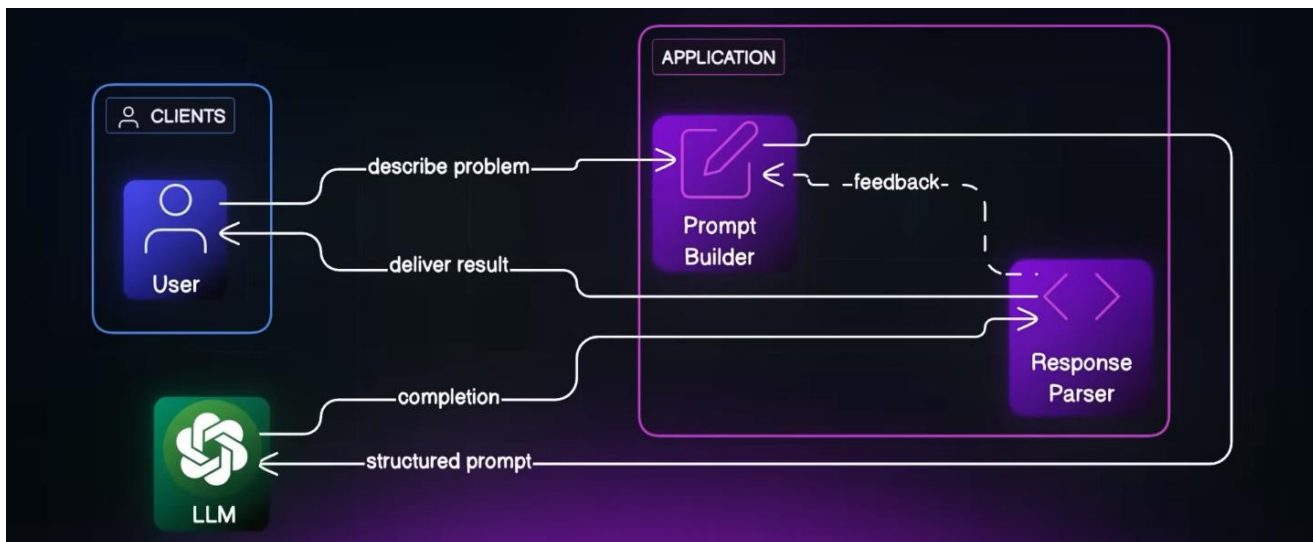 APPLICATION
CLIENTS
describe problem
feedback
Prompt
Builder
User
deliver result
Response
Parser
completion
structured prompt
LLM